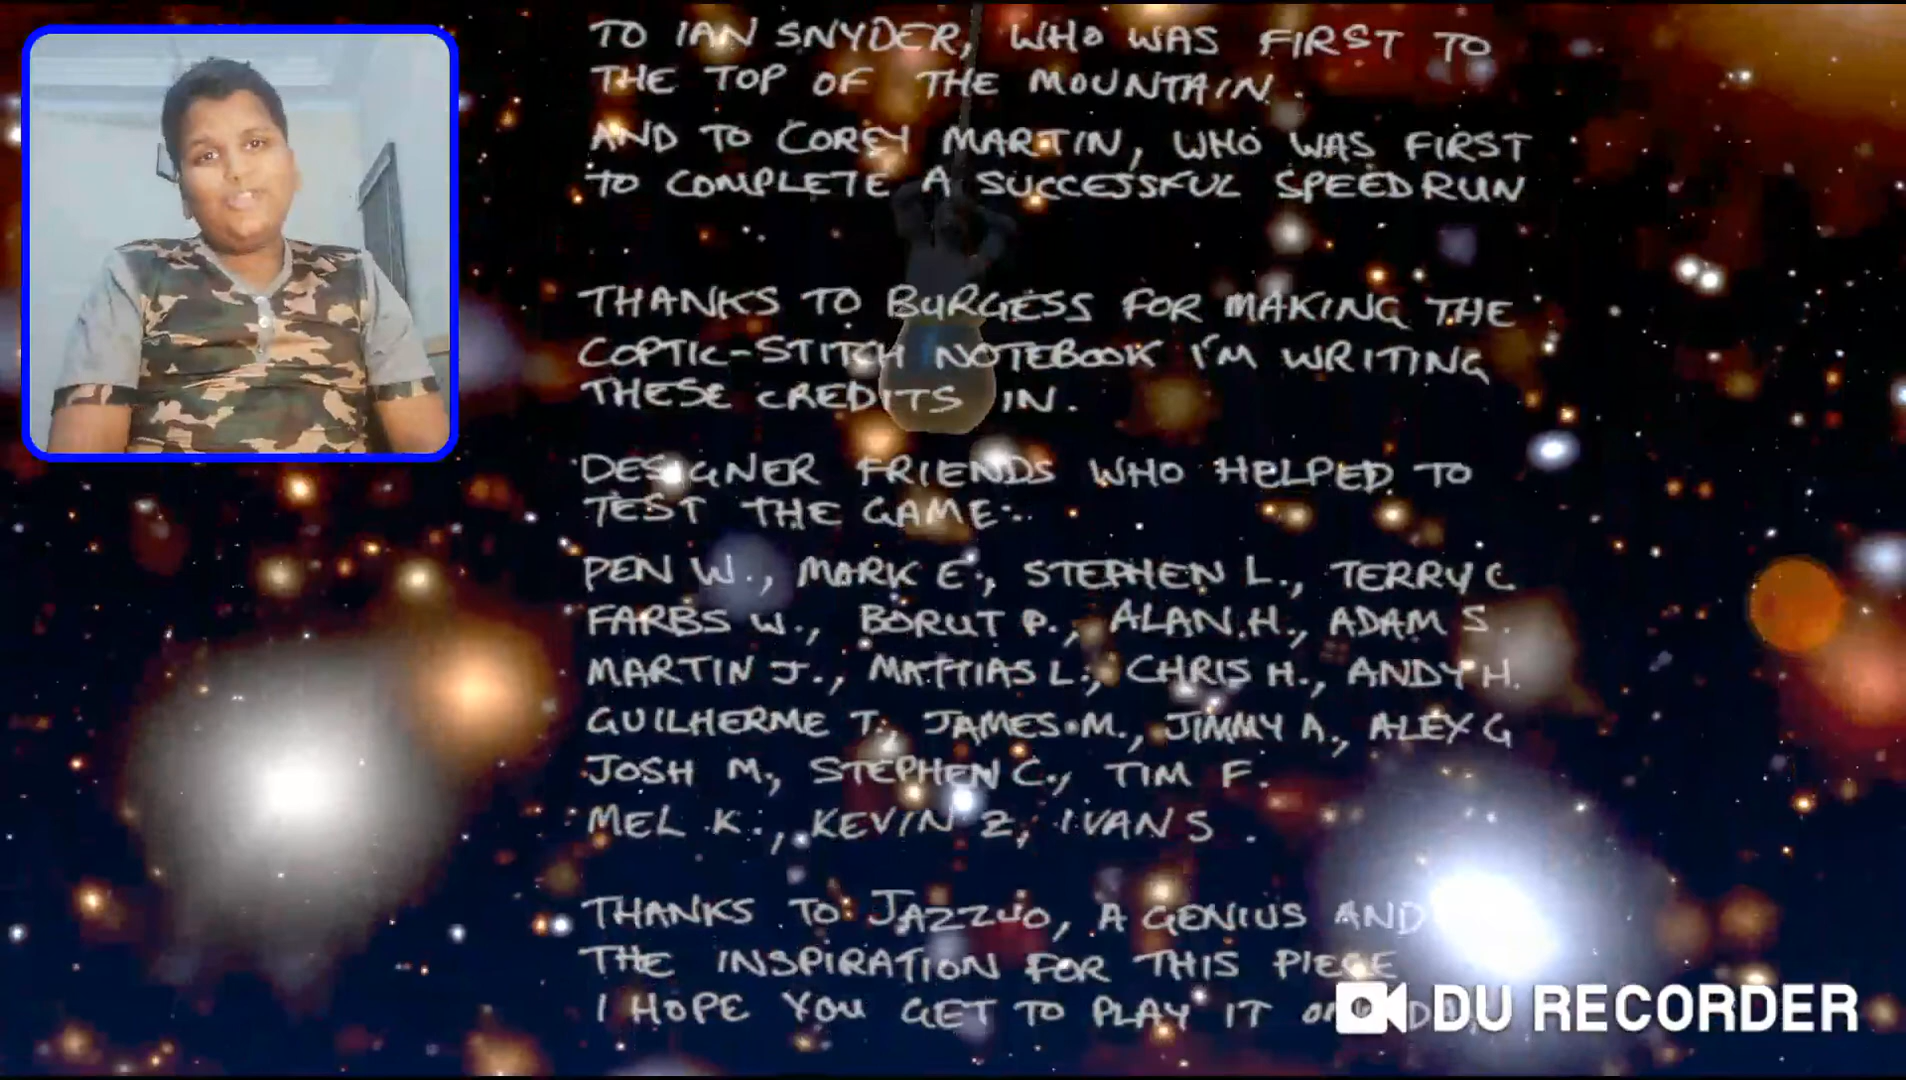 TO IAN SNYDER, WHO WAS FIRST TO
THE TOP OF THE MOUNTAIN.
AND TO COREY MARTIN, WHO WAS FIRST
TO COMPLETE A SUCCESSFUL SPEEDRUN
THANKS TO BURGESS FOR MAKING THE
COPTIC-STITCH NOTEBOOK I'M WRITING
THESE CREDITS IN.
DESIGNER FRIENDS WHO HELPED TO
TEST THE GAME:
PEN W., MARK E., STEPHEN L., TERRY C
FARBS W., BORUT P., ALAN H., ADAM S.
MARTIN J., MATTIAS L., CHRIS H., ANDY H.
GUILHERME T., JAMES M., JIMMY A., ALEX G
JOSH M., STEPHEN C., TIM F.
MEL K., KEVIN Z, IVAN S.
THANKS TO JAZZUO, A GENIUS AND
THE INSPIRATION FOR THIS PIECE
I HOPE YOU GET TO PLAY IT
DU RECORDER